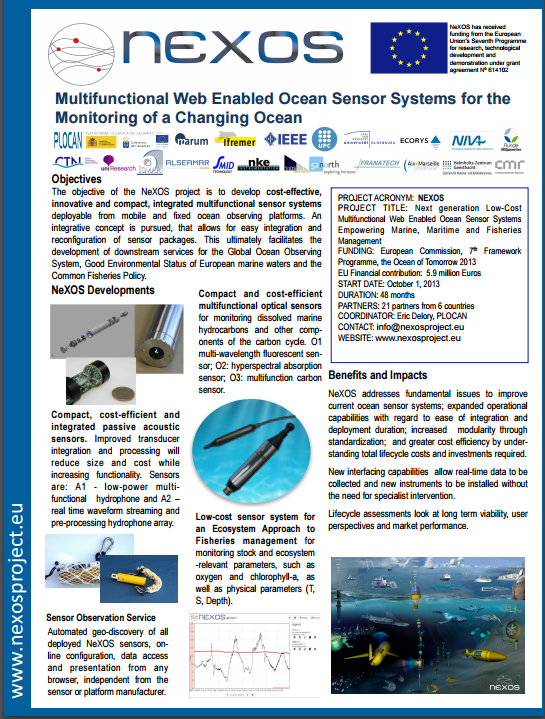 neXOS
NeXOS has received
funding from the European
Union's Seventh Programme
for research, technological
development and
demonstration under grant
agreement Nº 614102
Multifunctional Web Enabled Ocean Sensor Systems for the
Monitoring of a Changing Ocean
PLOCAN
marum
ifremer
IEEE
UPC
UNIVERSITÄT OLDENBURG
ECORYS
NIVA
CTN
uniResearch
ALSEAMAR
SMID
TECHNOLOGY
nke
INSTRUMENTATION
north
exploring horizons
FRANATECH
Aix-Marseille
Helmholtz-Zentrum
Geesthacht
cmr
Objectives
The objective of the NeXOS project is to develop cost-effective,
innovative and compact, integrated multifunctional sensor systems
deployable from mobile and fixed ocean observing platforms. An
integrative concept is pursued, that allows for easy integration and
reconfiguration of sensor packages. This ultimately facilitates the
development of downstream services for the Global Ocean Observing
System, Good Environmental Status of European marine waters and the
Common Fisheries Policy.
PROJECT ACRONYM: NEXOS
PROJECT TITLE: Next generation Low-Cost
Multifunctional Web Enabled Ocean Sensor Systems
Empowering Marine, Maritime and Fisheries
Management
FUNDING: European Commission, 7th Framework
Programme, the Ocean of Tomorrow 2013
EU Financial contribution: 5.9 million Euros
START DATE: October 1, 2013
DURATION: 48 months
PARTNERS: 21 partners from 6 countries
COORDINATOR: Eric Delory, PLOCAN
CONTACT: info@nexosproject.eu
WEBSITE: www.nexosproject.eu
NeXOS Developments
Compact and cost-efficient
multifunctional optical sensors
for monitoring dissolved marine
hydrocarbons and other comp-
onents of the carbon cycle. O1
multi-wavelength fluorescent sen-
sor; O2: hyperspectral absorption
sensor; O3: multifunction carbon
sensor.
Compact, cost-efficient and
integrated passive acoustic
sensors. Improved transducer
integration and processing will
reduce size and cost while
increasing functionality. Sensors
are: A1 - low-power multi-
functional hydrophone and A2 –
real time waveform streaming and
pre-processing hydrophone array.
Low-cost sensor system for
an Ecosystem Approach to
Fisheries management for
monitoring stock and ecosystem
-relevant parameters, such as
oxygen and chlorophyll-a, as
well as physical parameters (T,
S, Depth).
Sensor Observation Service
Automated geo-discovery of all
deployed NeXOS sensors, on-
line configuration, data access
and presentation from any
browser, independent from the
sensor or platform manufacturer.
neXOS
Benefits and Impacts
NeXOS addresses fundamental issues to improve
current ocean sensor systems; expanded operational
capabilities with regard to ease of integration and
deployment duration; increased modularity through
standardization; and greater cost efficiency by under-
standing total lifecycle costs and investments required.
New interfacing capabilities allow real-time data to be
collected and new instruments to be installed without
the need for specialist intervention.
Lifecycle assessments look at long term viability, user
perspectives and market performance.
neXOS
www.nexosproject.eu